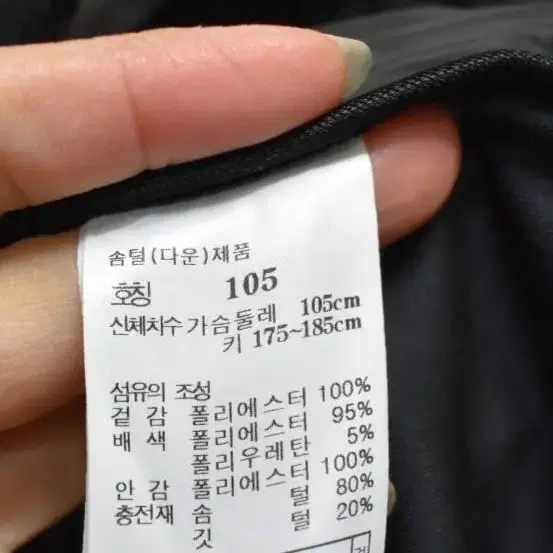 솜털(다운)제품
호칭 105
신체치수 가슴둘레 105cm
키 175~185cm
섬유의 조성
겉감 폴리에스터 100%
배색 폴리에스터 95%
폴리우레탄 5%
안감 폴리에스터 100%
충전재 솜털 80%
깃털 20%